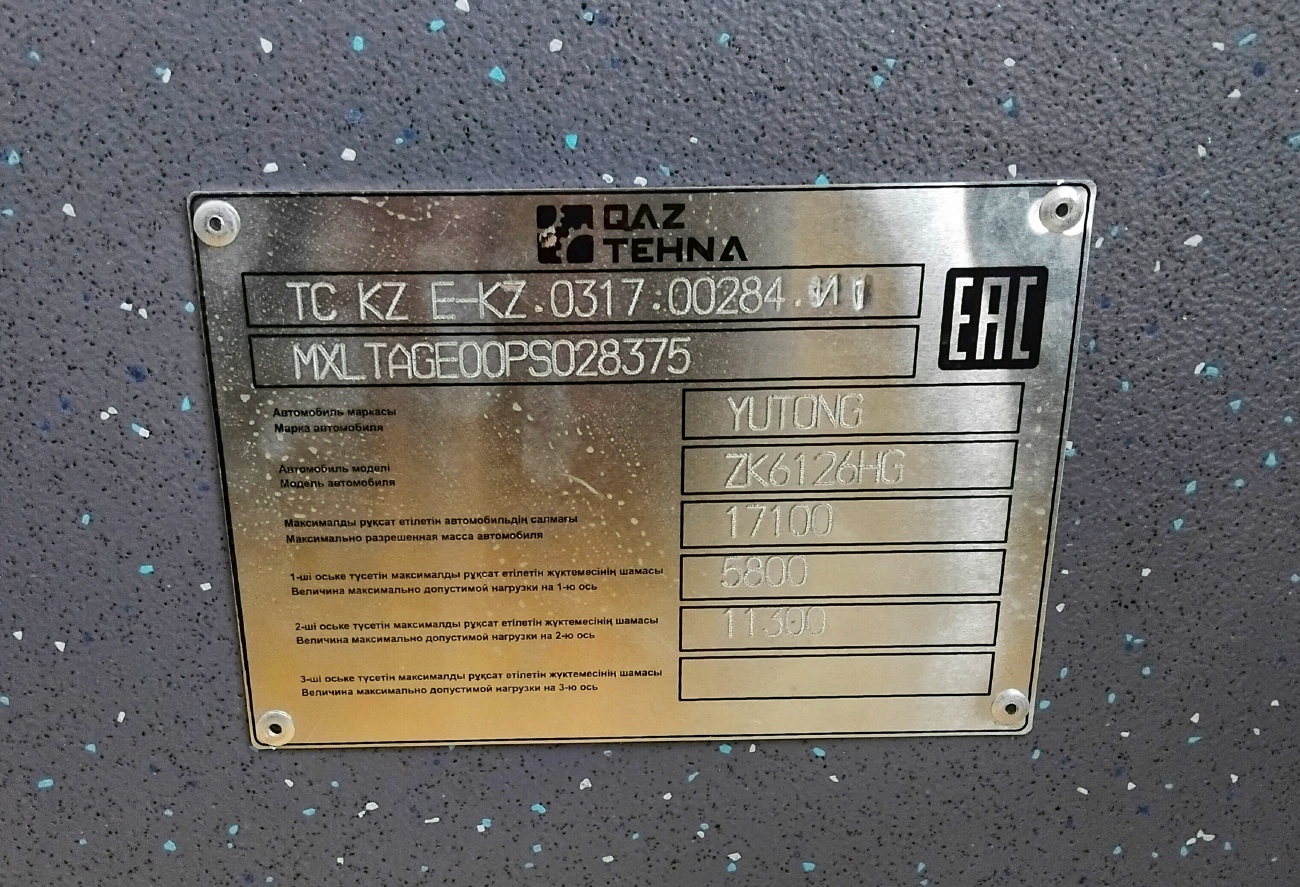 QAZ
TEHNA
TC KZ E-KZ.0317.00284.И1
EAC
MXLTAGE00PS028375
Автомобиль маркасы
Марка автомобиля
YUTONG
Автомобиль моделі
Модель автомобиля
ZK6126HG
Максималды рұқсат етілетін автомобильдің салмағы
Максимально разрешенная масса автомобиля
17100
1-ші оське түсетін максималды рұқсат етілетін жүктемесінің шамасы
Величина максимально допустимой нагрузки на 1-ю ось
5800
2-ші оське түсетін максималды рұқсат етілетін жүктемесінің шамасы
Величина максимально допустимой нагрузки на 2-ю ось
11300
3-ші оське түсетін максималды рұқсат етілетін жүктемесінің шамасы
Величина максимально допустимой нагрузки на 3-ю ось